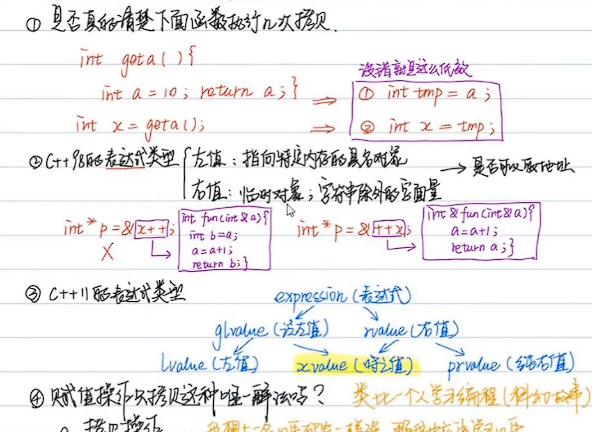 ① 是否真的清楚下面函数执行几次拷贝.
int geta(){
int a=10; return a;}
int x=geta();
没错就是这么低效
① int tmp=a;
② int x=tmp;
② C++98的表达式类型
左值:指向特定内存的具名对象
右值:临时对象;字符串除外的字面量
→ 是否可以取地址
int* p=&x++;
X
int fun(int&a){
int b=a;
a=a+1;
return b;}
int* p=&++x;
int& fun(int&a){
a=a+1;
return a;}
③ C++11的表达式类型
expression (表达式)
glvalue (泛左值) rvalue (右值)
lvalue (左值) xvalue (将亡值) prvalue (纯右值)
④ 赋值操作只拷贝这种唯一解法吗? 类比一个人学习编程(科幻故事)
拷贝操作